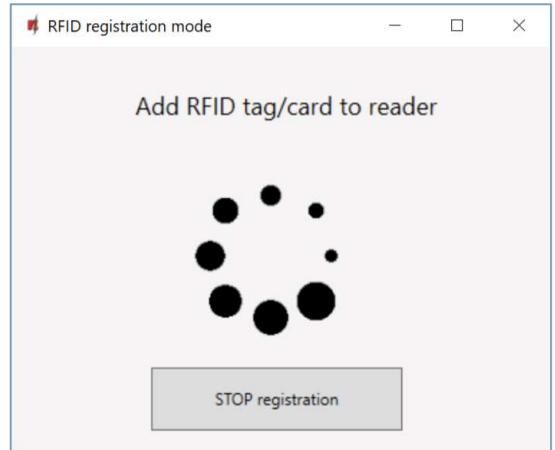 RFID registration mode
Add RFID tag/card to reader
STOP registration